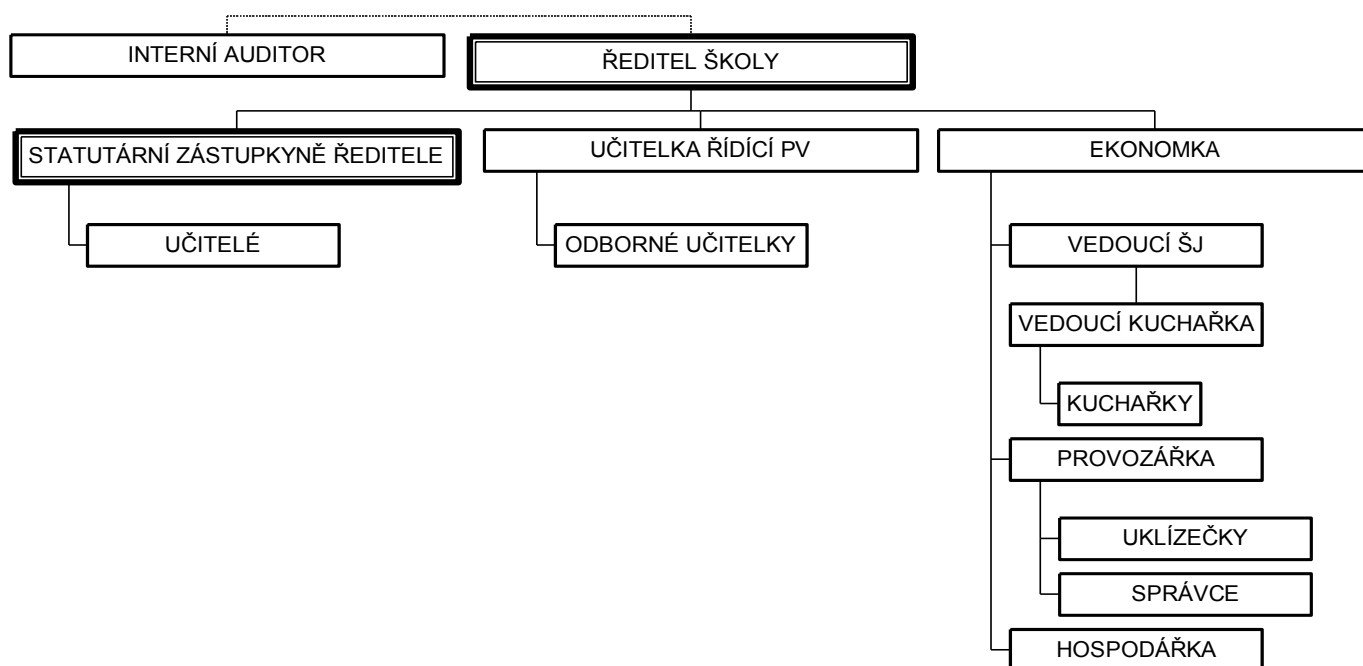 INTERNÍ AUDITOR
ŘEDITEL ŠKOLY
STATUTÁRNÍ ZÁSTUPKYNĚ ŘEDITELE
UČITELKA ŘÍDÍCÍ PV
EKONOMKA
UČITELÉ
ODBORNÉ UČITELKY
VEDOUCÍ ŠJ
VEDOUCÍ KUCHAŘKA
KUCHAŘKY
PROVOZÁŘKA
UKLÍZEČKY
SPRÁVCE
HOSPODÁŘKA